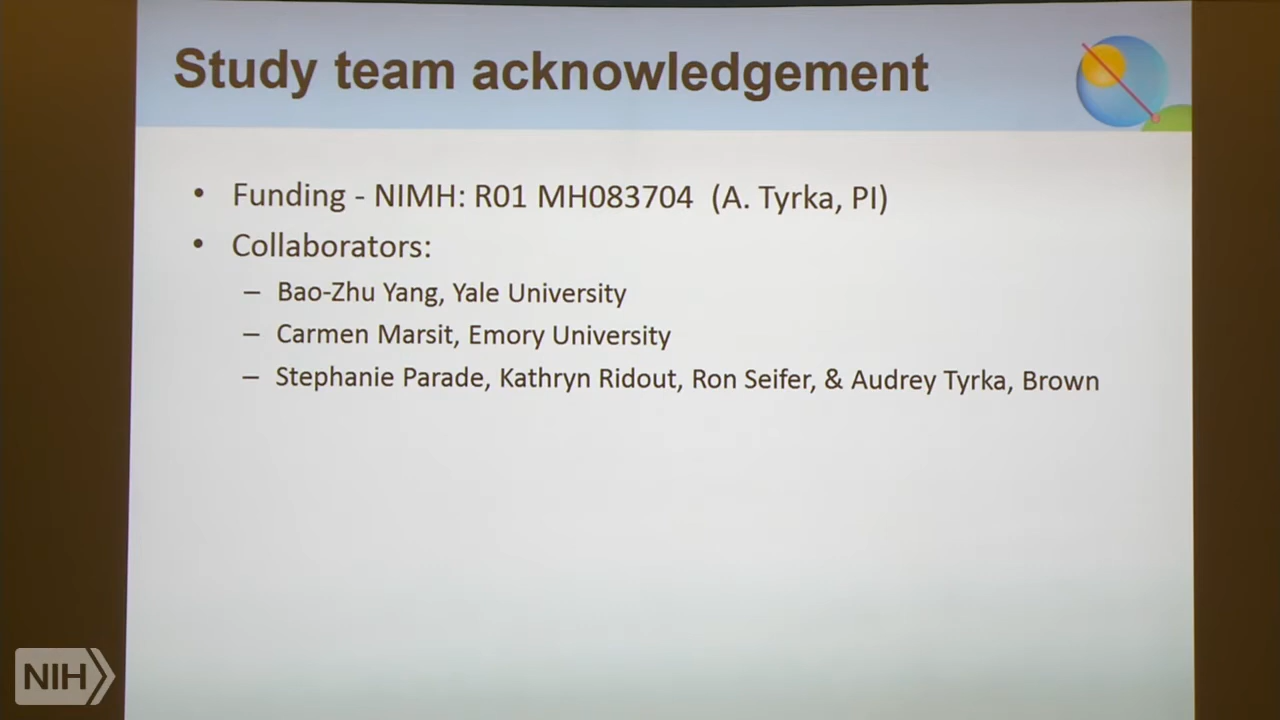 Study team acknowledgement
• Funding - NIMH: R01 MH083704 (A. Tyrka, PI)
• Collaborators:
– Bao-Zhu Yang, Yale University
– Carmen Marsit, Emory University
– Stephanie Parade, Kathryn Ridout, Ron Seifer, & Audrey Tyrka, Brown
NIH